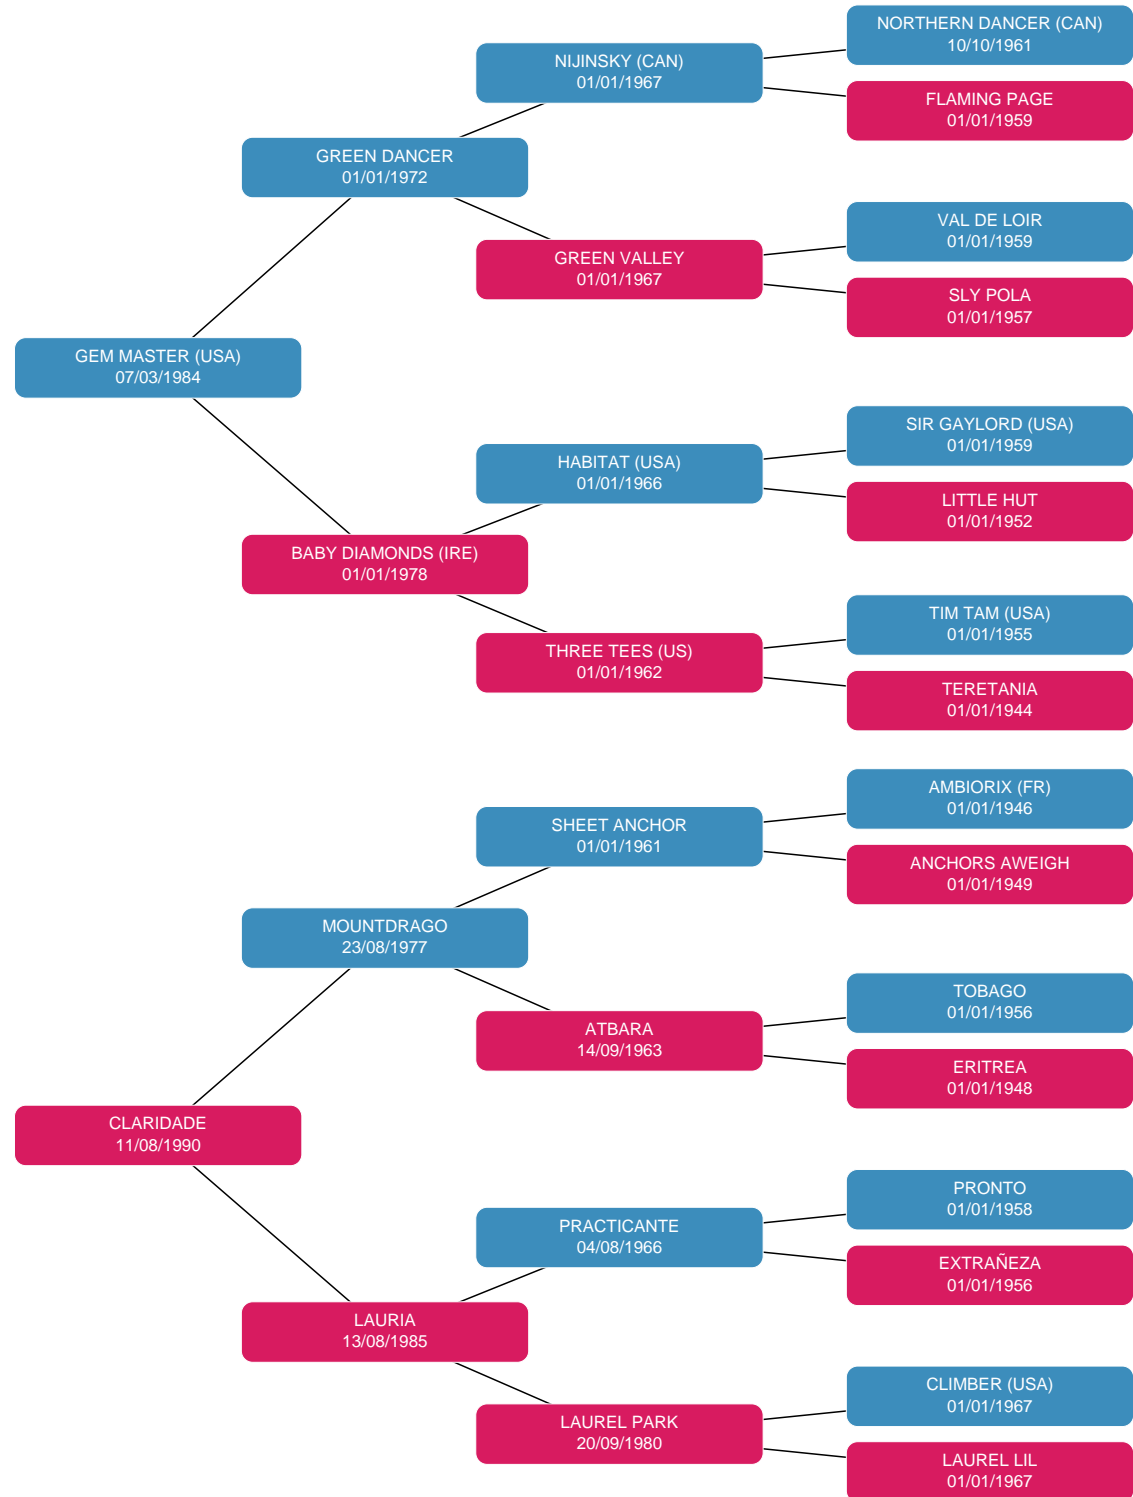 NORTHERN DANCER (CAN)
10/10/1961
NIJINSKY (CAN)
01/01/1967
FLAMING PAGE
01/01/1959
GREEN DANCER
01/01/1972
VAL DE LOIR
01/01/1959
GREEN VALLEY
01/01/1967
SLY POLA
01/01/1957
GEM MASTER (USA)
07/03/1984
SIR GAYLORD (USA)
01/01/1959
HABITAT (USA)
01/01/1966
LITTLE HUT
01/01/1952
BABY DIAMONDS (IRE)
01/01/1978
TIM TAM (USA)
01/01/1955
THREE TEES (US)
01/01/1962
TERETANIA
01/01/1944
AMBIORIX (FR)
01/01/1946
SHEET ANCHOR
01/01/1961
ANCHORS AWEIGH
01/01/1949
MOUNTDRAGO
23/08/1977
TOBAGO
01/01/1956
ATBARA
14/09/1963
ERITREA
01/01/1948
CLARIDADE
11/08/1990
PRONTO
01/01/1958
PRACTICANTE
04/08/1966
EXTRAÑEZA
01/01/1956
LAURIA
13/08/1985
CLIMBER (USA)
01/01/1967
LAUREL PARK
20/09/1980
LAUREL LIL
01/01/1967